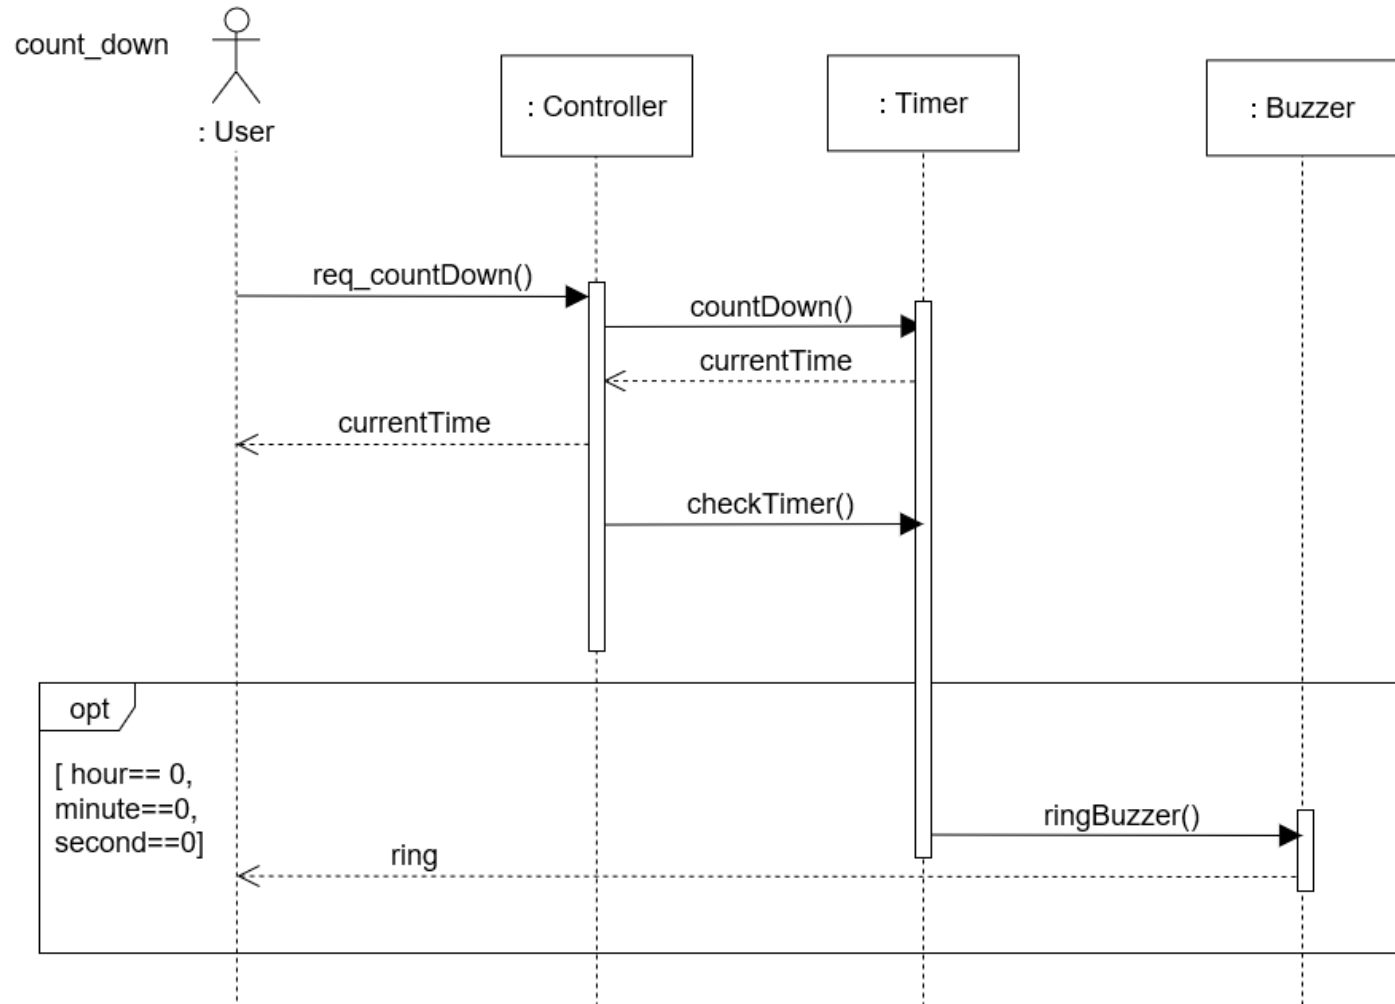 count_down
: User
: Controller
: Timer
: Buzzer
req_countDown()
countDown()
currentTime
currentTime
checkTimer()
opt
[ hour== 0,
minute==0,
second==0]
ringBuzzer()
ring